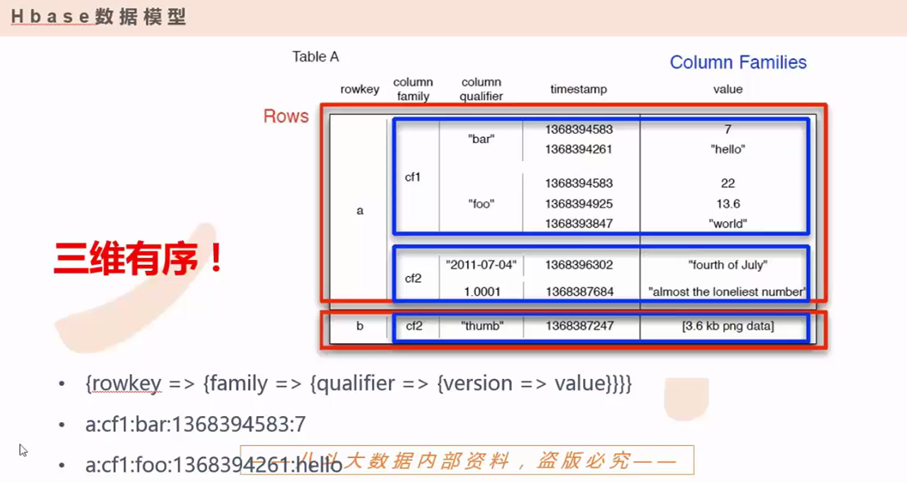 Hbase数据模型
Table A
Column Families
rowkey column family column qualifier timestamp value
Rows
a cf1 "bar" 1368394583 7
1368394261 "hello"
"foo" 1368394583 22
1368394925 13.6
1368393847 "world"
三维有序！
cf2 "2011-07-04" 1368396302 "fourth of July"
1.0001 1368387684 "almost the loneliest number"
b cf2 "thumb" 1368387247 [3.6 kb png data]
• {rowkey => {family => {qualifier => {version => value}}}}
• a:cf1:bar:1368394583:7
• a:cf1:foo:1368394261:hello
斗大数据内部资料，盗版必究——